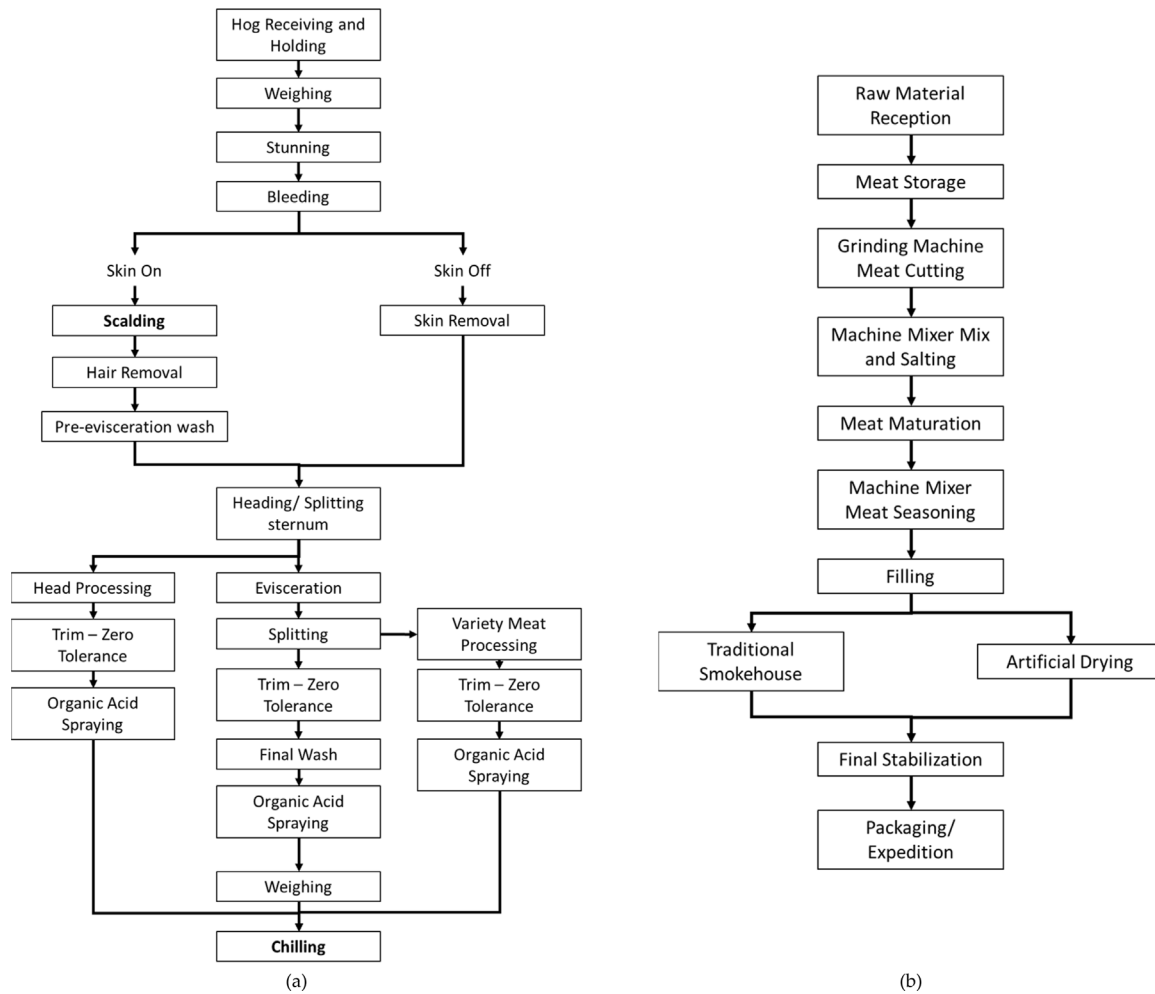 Hog Receiving and
Holding
Weighing
Stunning
Bleeding
Skin On
Skin Off
Scalding
Skin Removal
Hair Removal
Pre-evisceration wash
Heading/ Splitting
sternum
Head Processing
Evisceration
Trim – Zero
Tolerance
Splitting
Variety Meat
Processing
Organic Acid
Spraying
Trim – Zero
Tolerance
Trim – Zero
Tolerance
Final Wash
Organic Acid
Spraying
Organic Acid
Spraying
Weighing
Chilling
(a)
Raw Material
Reception
Meat Storage
Grinding Machine
Meat Cutting
Machine Mixer Mix
and Salting
Meat Maturation
Machine Mixer
Meat Seasoning
Filling
Traditional
Smokehouse
Artificial Drying
Final Stabilization
Packaging/
Expedition
(b)